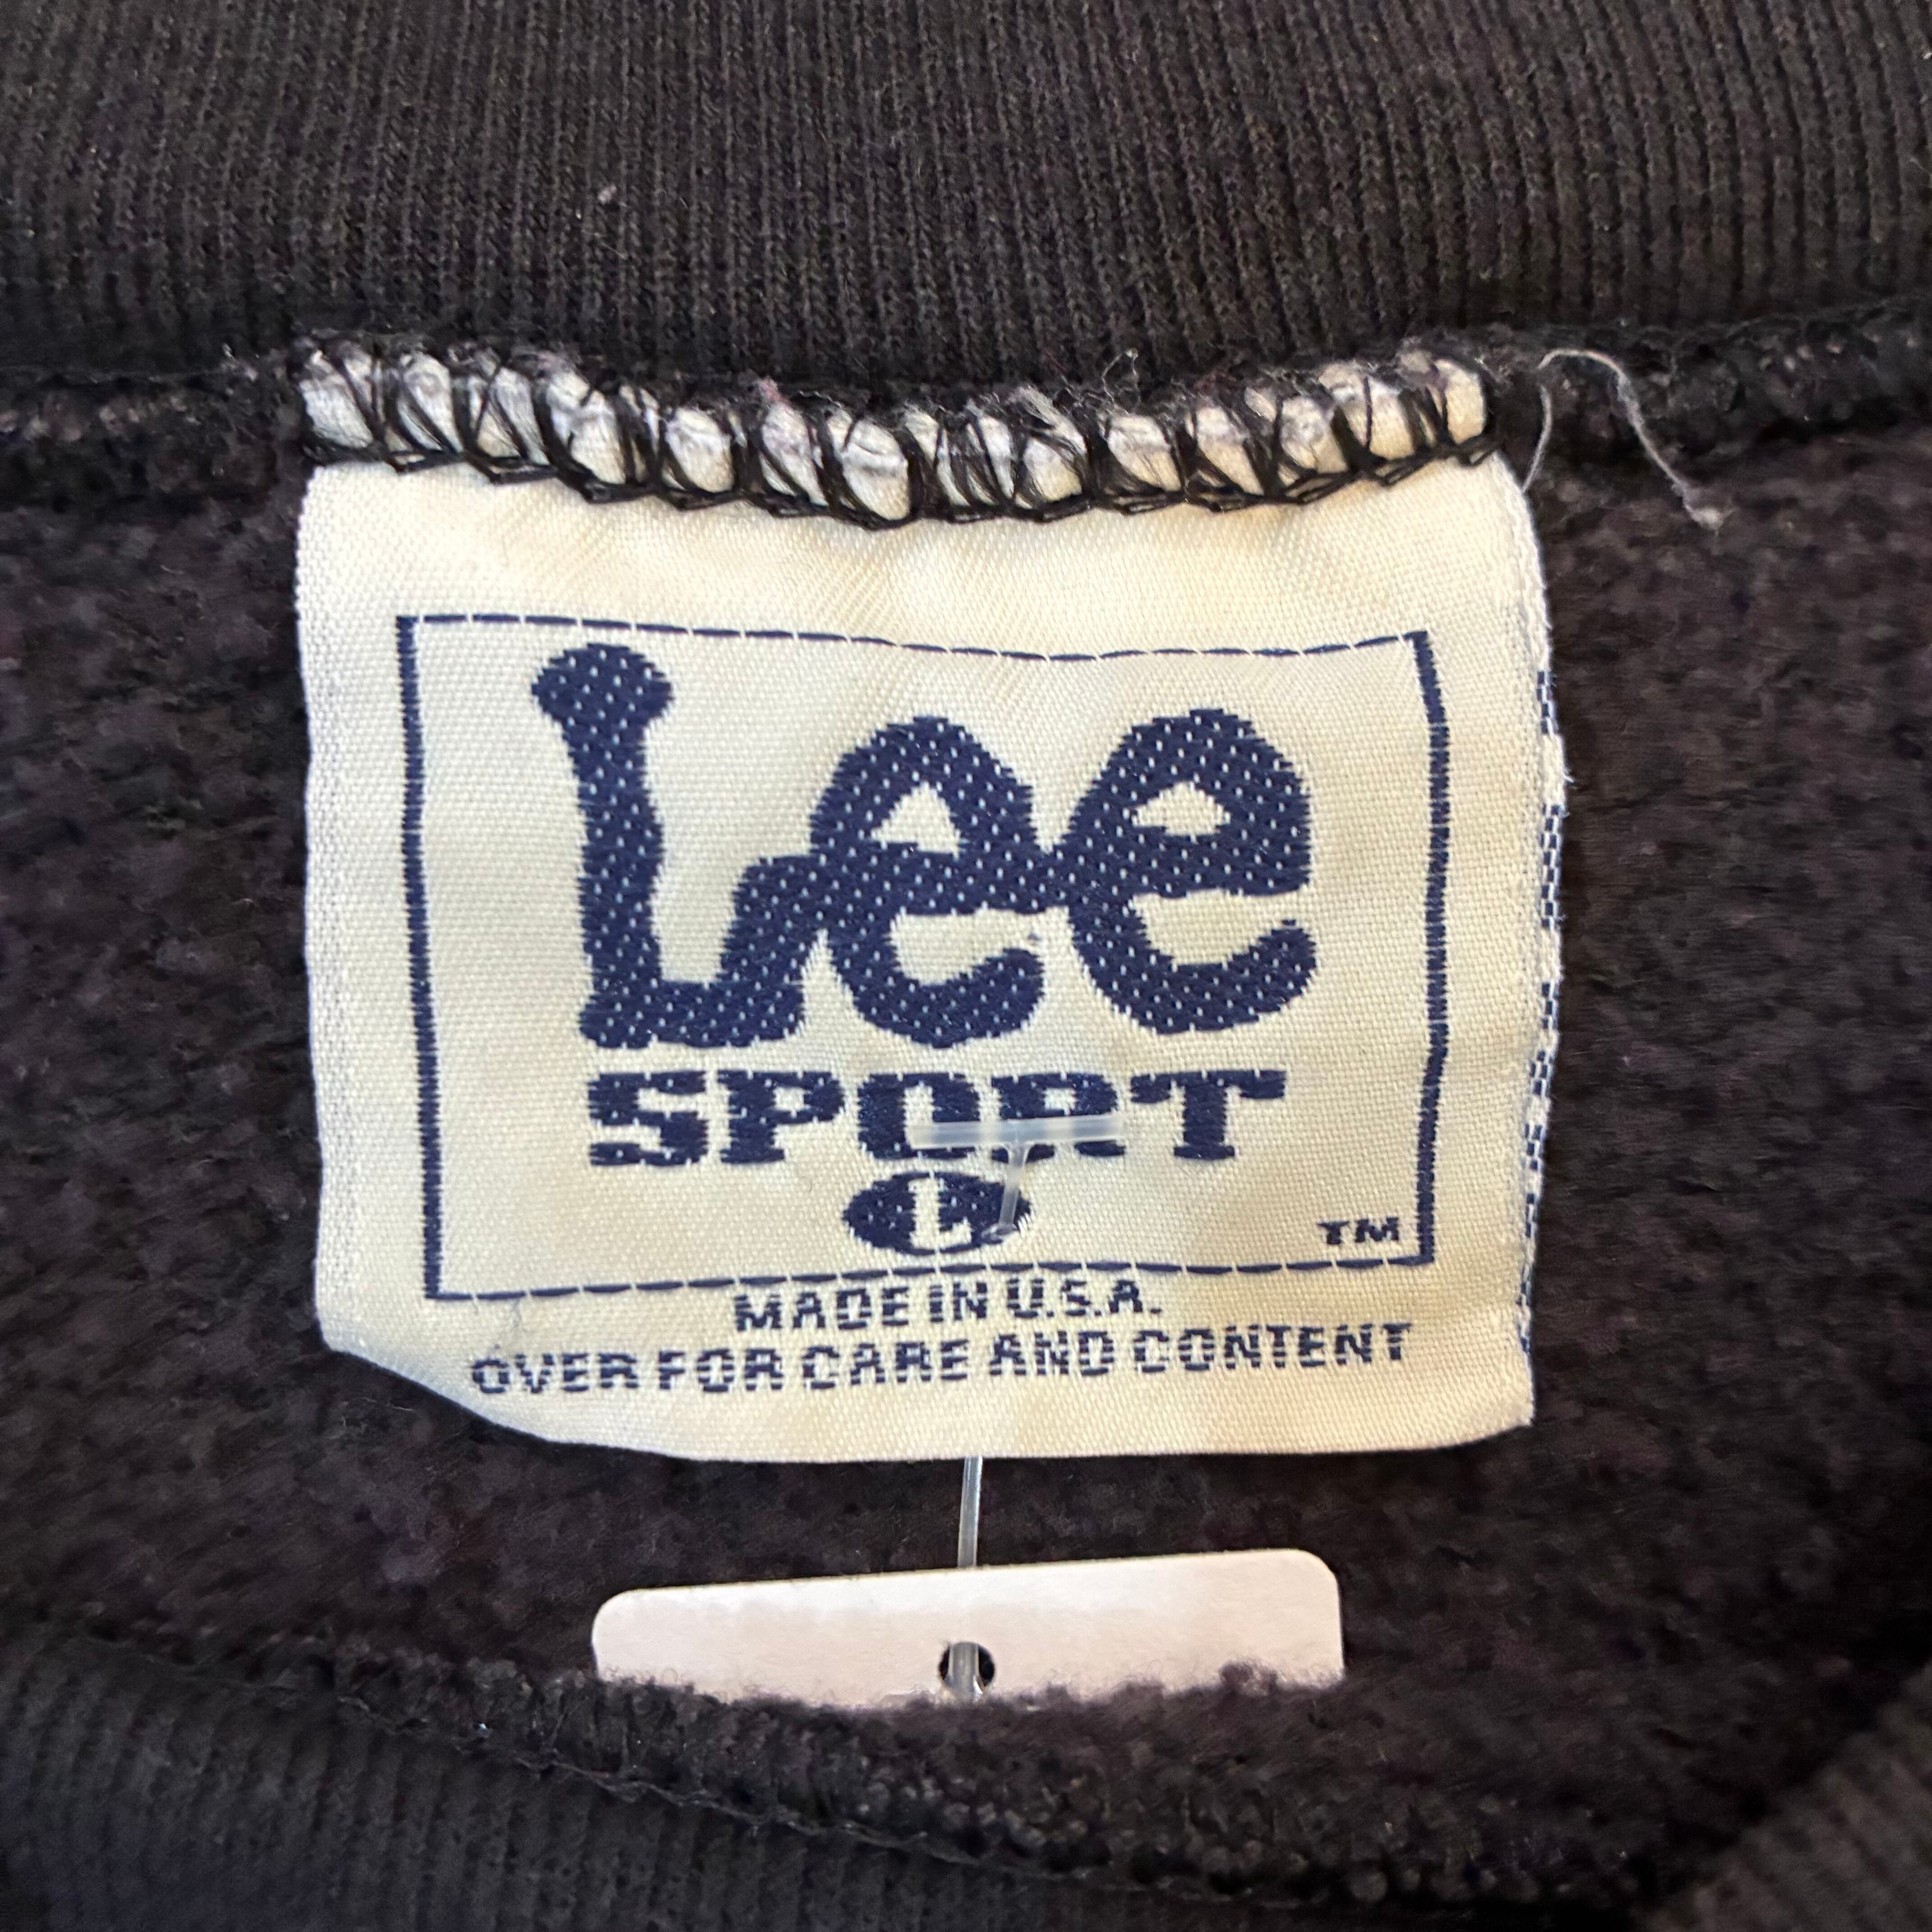 Lee
SPORT
L
TM
MADE IN U.S.A.
OVER FOR CARE AND CONTENT